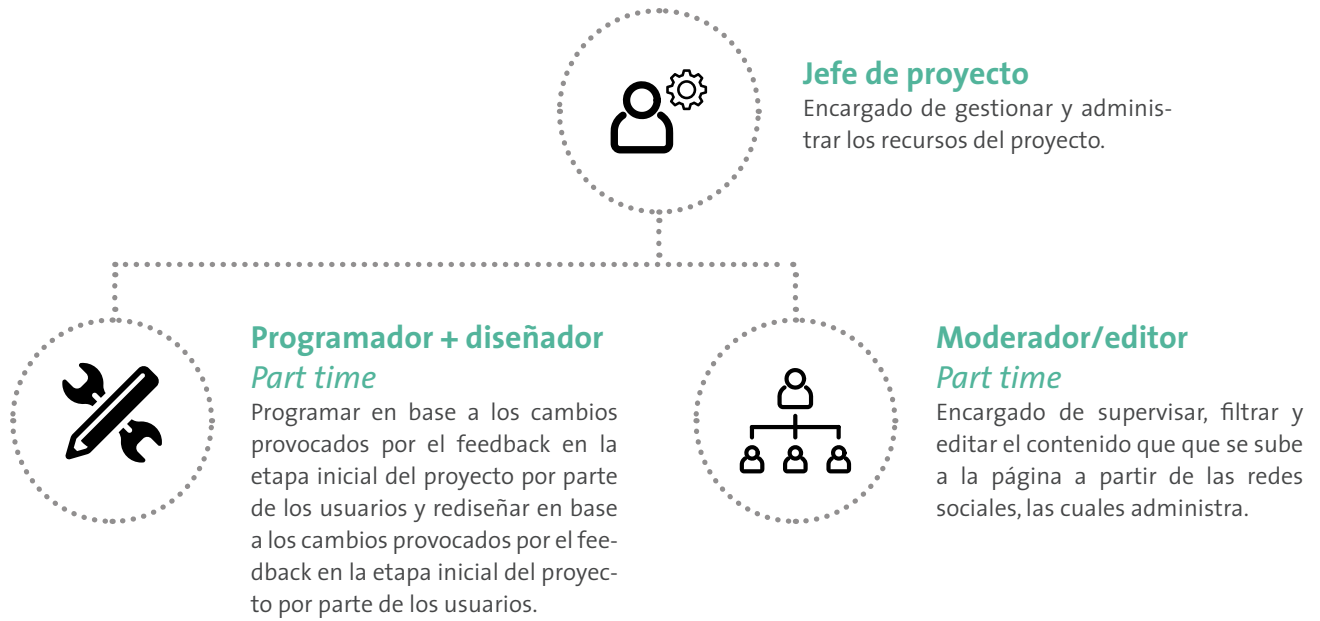 Jefe de proyecto
Encargado de gestionar y adminis-
trar los recursos del proyecto.
Programador + diseñador
Part time
Programar en base a los cambios
provocados por el feedback en la
etapa inicial del proyecto por parte
de los usuarios y rediseñar en base
a los cambios provocados por el fee-
dback en la etapa inicial del proyec-
to por parte de los usuarios.
Moderador/editor
Part time
Encargado de supervisar, filtrar y
editar el contenido que que se sube
a la página a partir de las redes
sociales, las cuales administra.